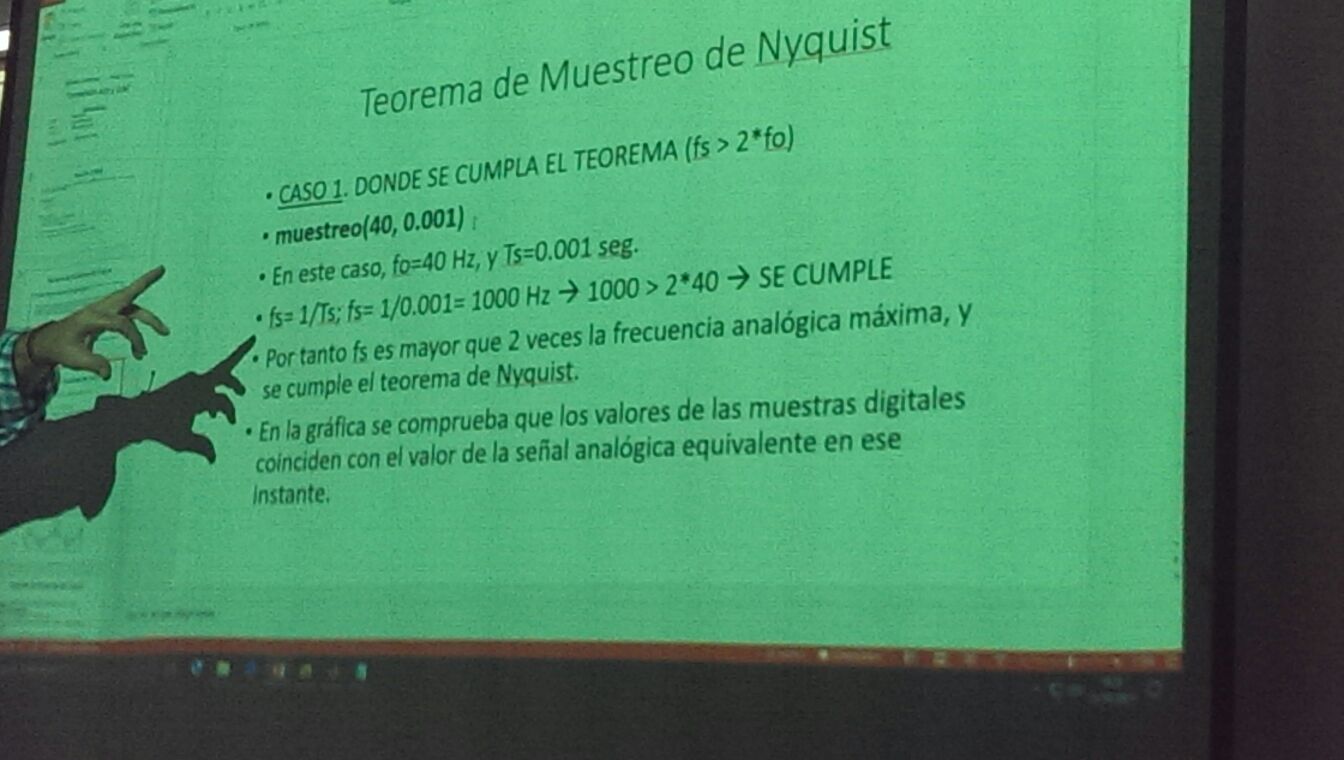 Teorema de Muestreo de Nyquist
• CASO 1. DONDE SE CUMPLA EL TEOREMA (fs > 2*fo)
• muestreo(40, 0.001)
• En este caso, fo=40 Hz, y Ts=0.001 seg.
• fs= 1/Ts; fs= 1/0.001= 1000 Hz → 1000 > 2*40 → SE CUMPLE
• Por tanto fs es mayor que 2 veces la frecuencia analógica máxima, y
se cumple el teorema de Nyquist.
• En la gráfica se comprueba que los valores de las muestras digitales
coinciden con el valor de la señal analógica equivalente en ese
instante.